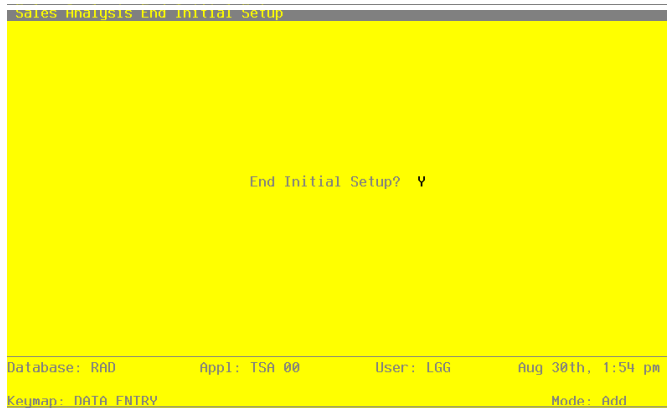 Sales Analysis End Initial Setup
End Initial Setup? Y
Database: RAD Appl: TSA 00 User: LGG Aug 30th, 1:54 pm
Keymap: DATA ENTRY Mode: Add